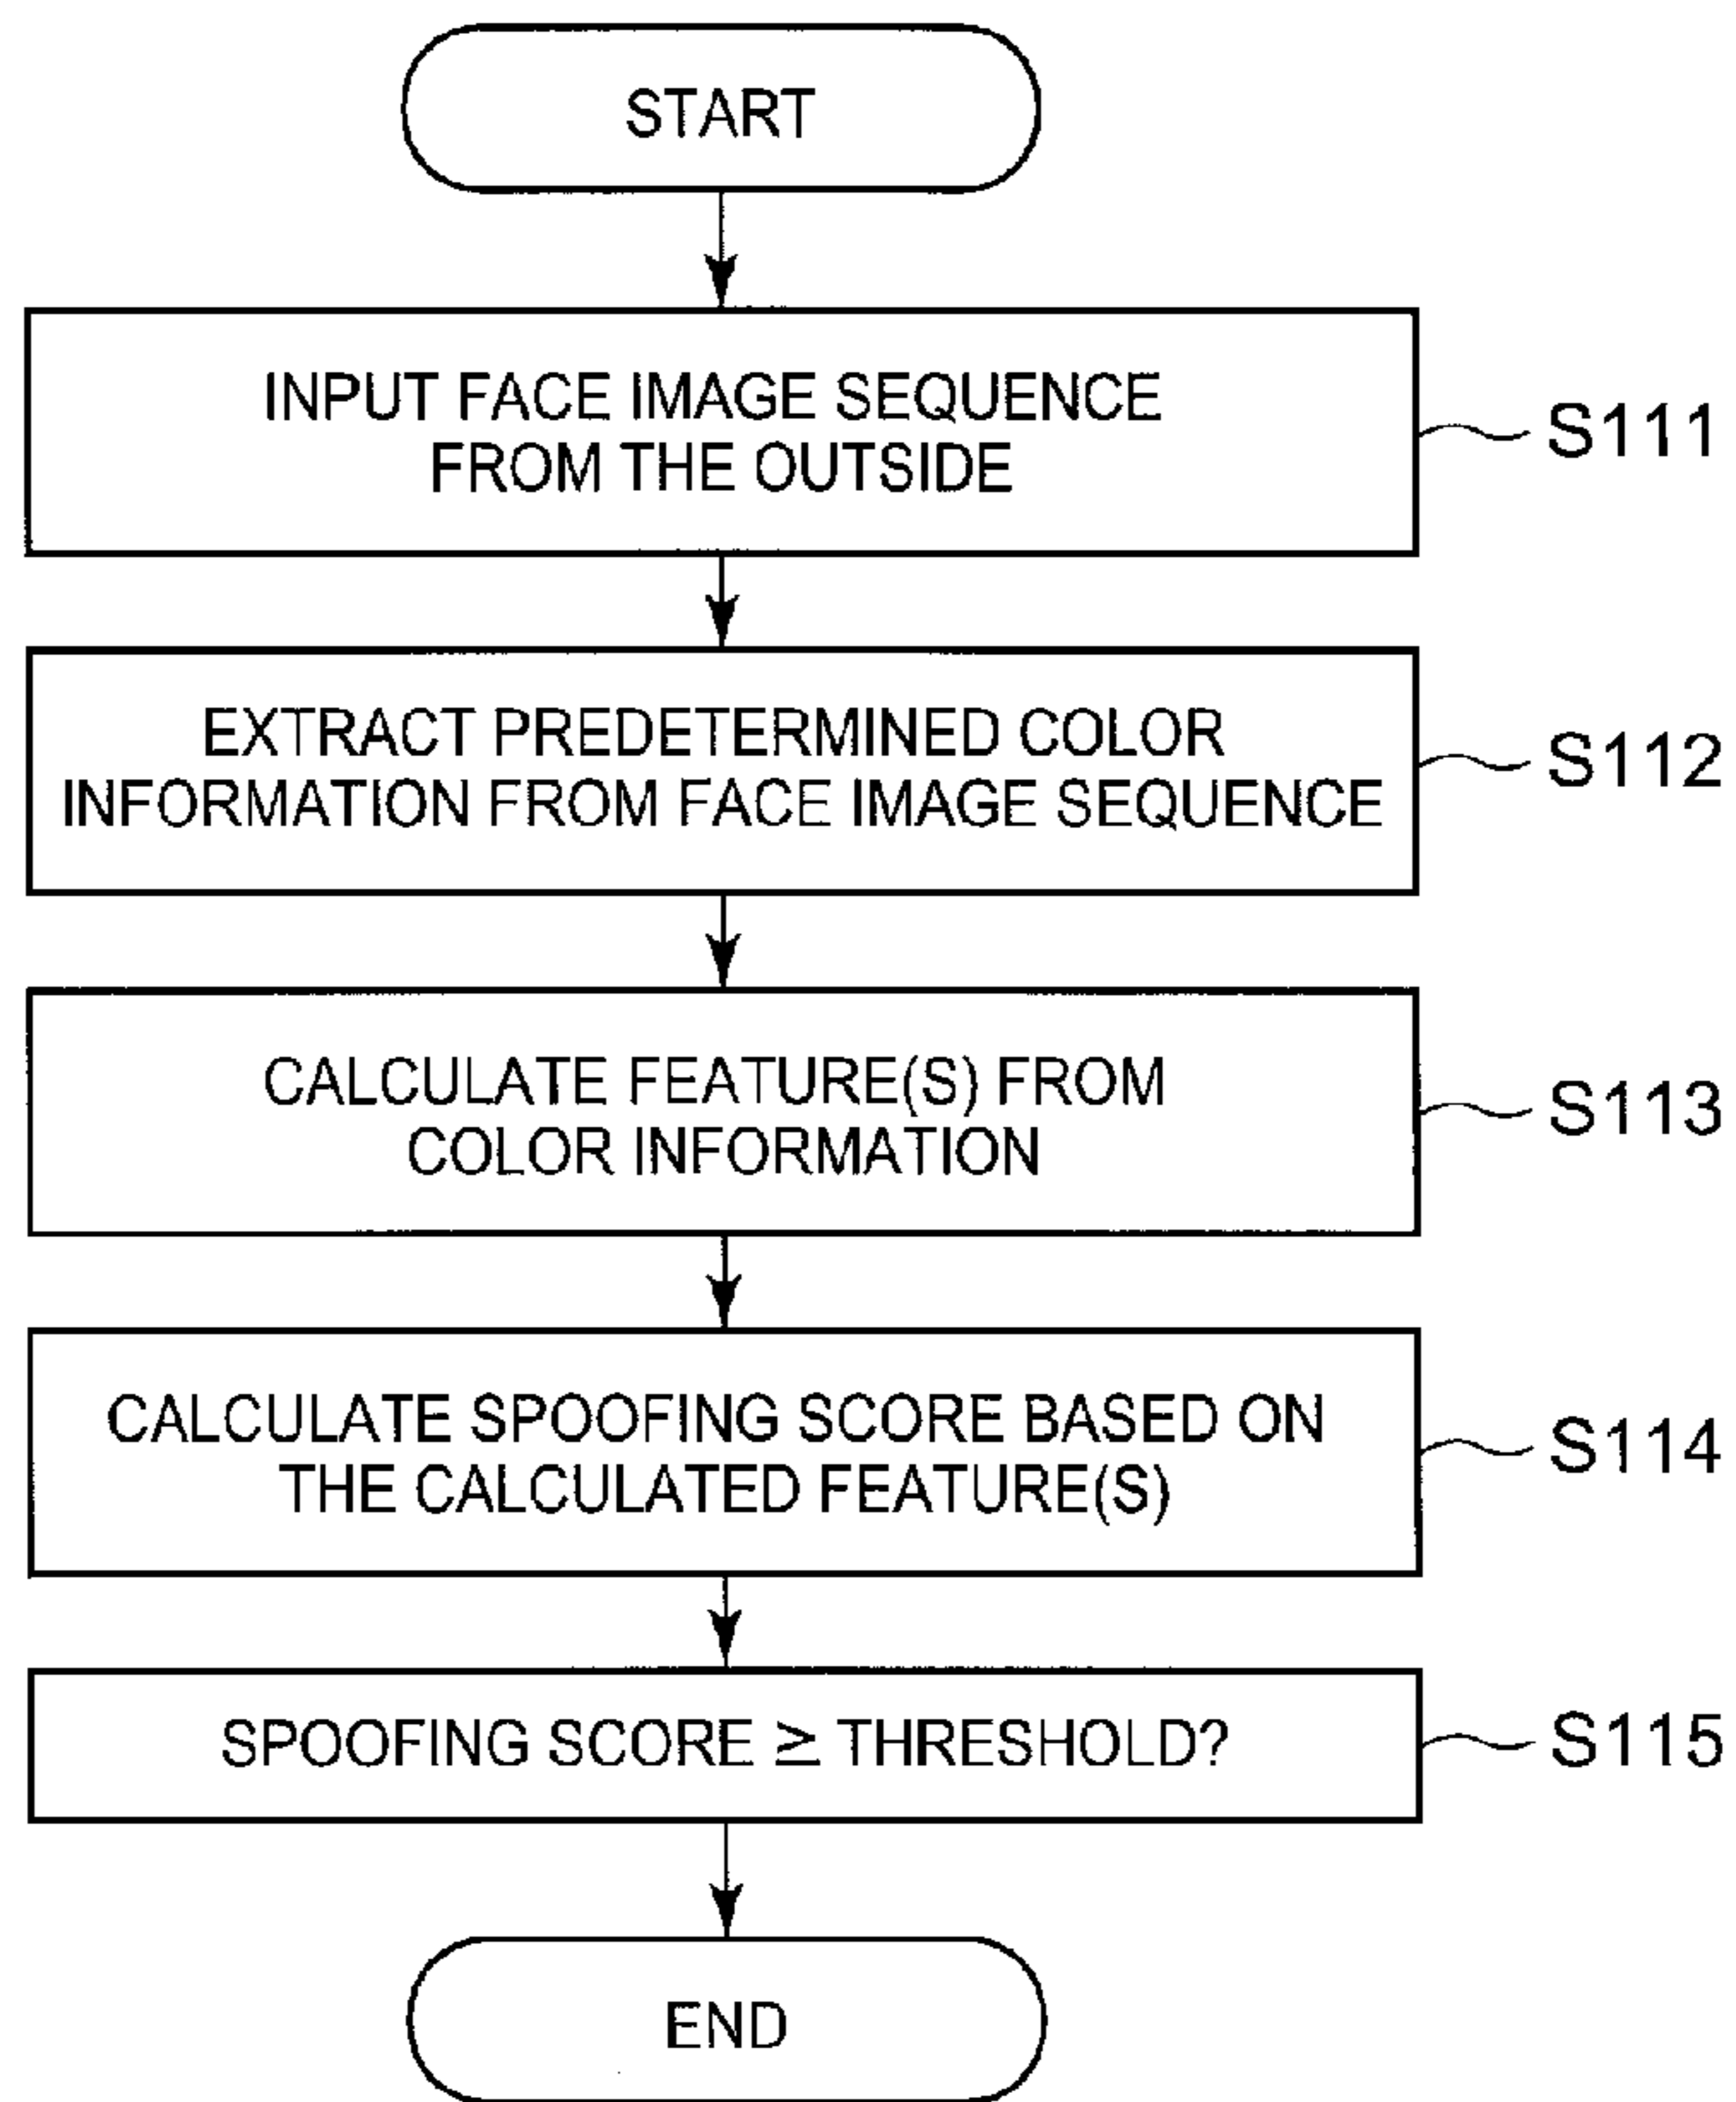 START
INPUT FACE IMAGE SEQUENCE
FROM THE OUTSIDE
S111
EXTRACT PREDETERMINED COLOR
INFORMATION FROM FACE IMAGE SEQUENCE
S112
CALCULATE FEATURE(S) FROM
COLOR INFORMATION
S113
CALCULATE SPOOFING SCORE BASED ON
THE CALCULATED FEATURE(S)
S114
SPOOFING SCORE ≥ THRESHOLD?
S115
END